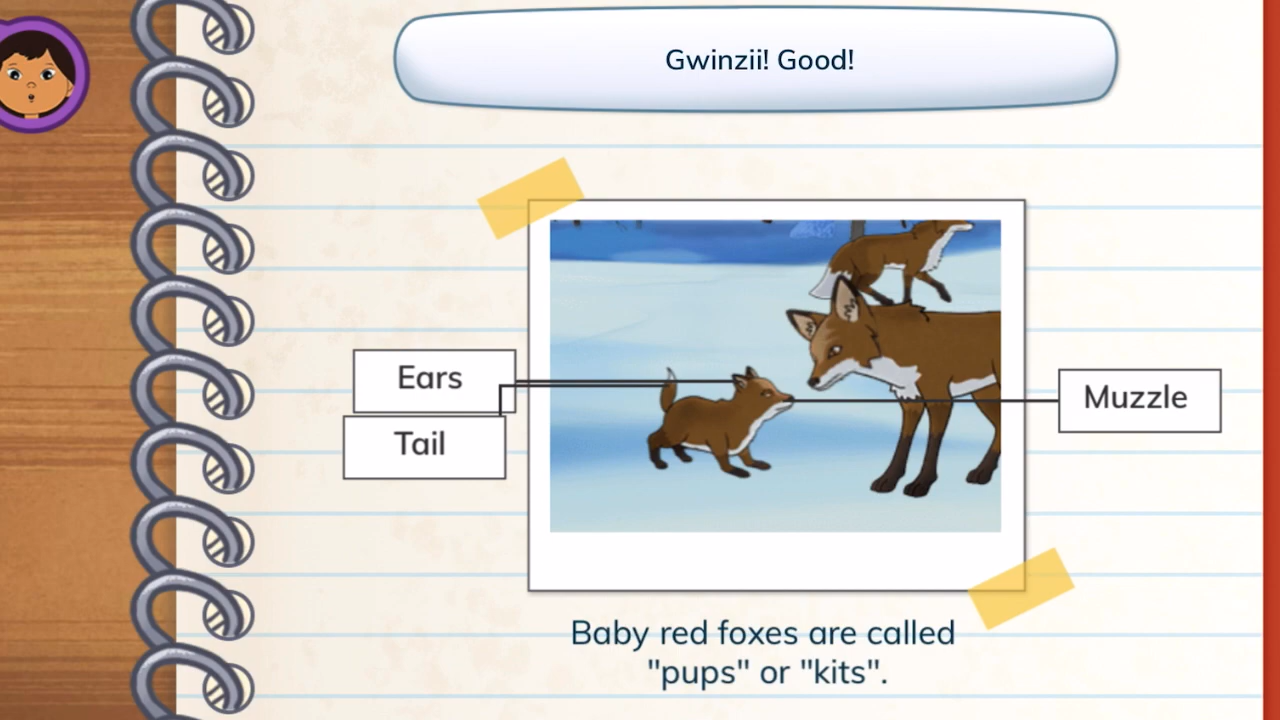 Gwinzii! Good!
Ears
Tail
Muzzle
Baby red foxes are called
"pups" or "kits".